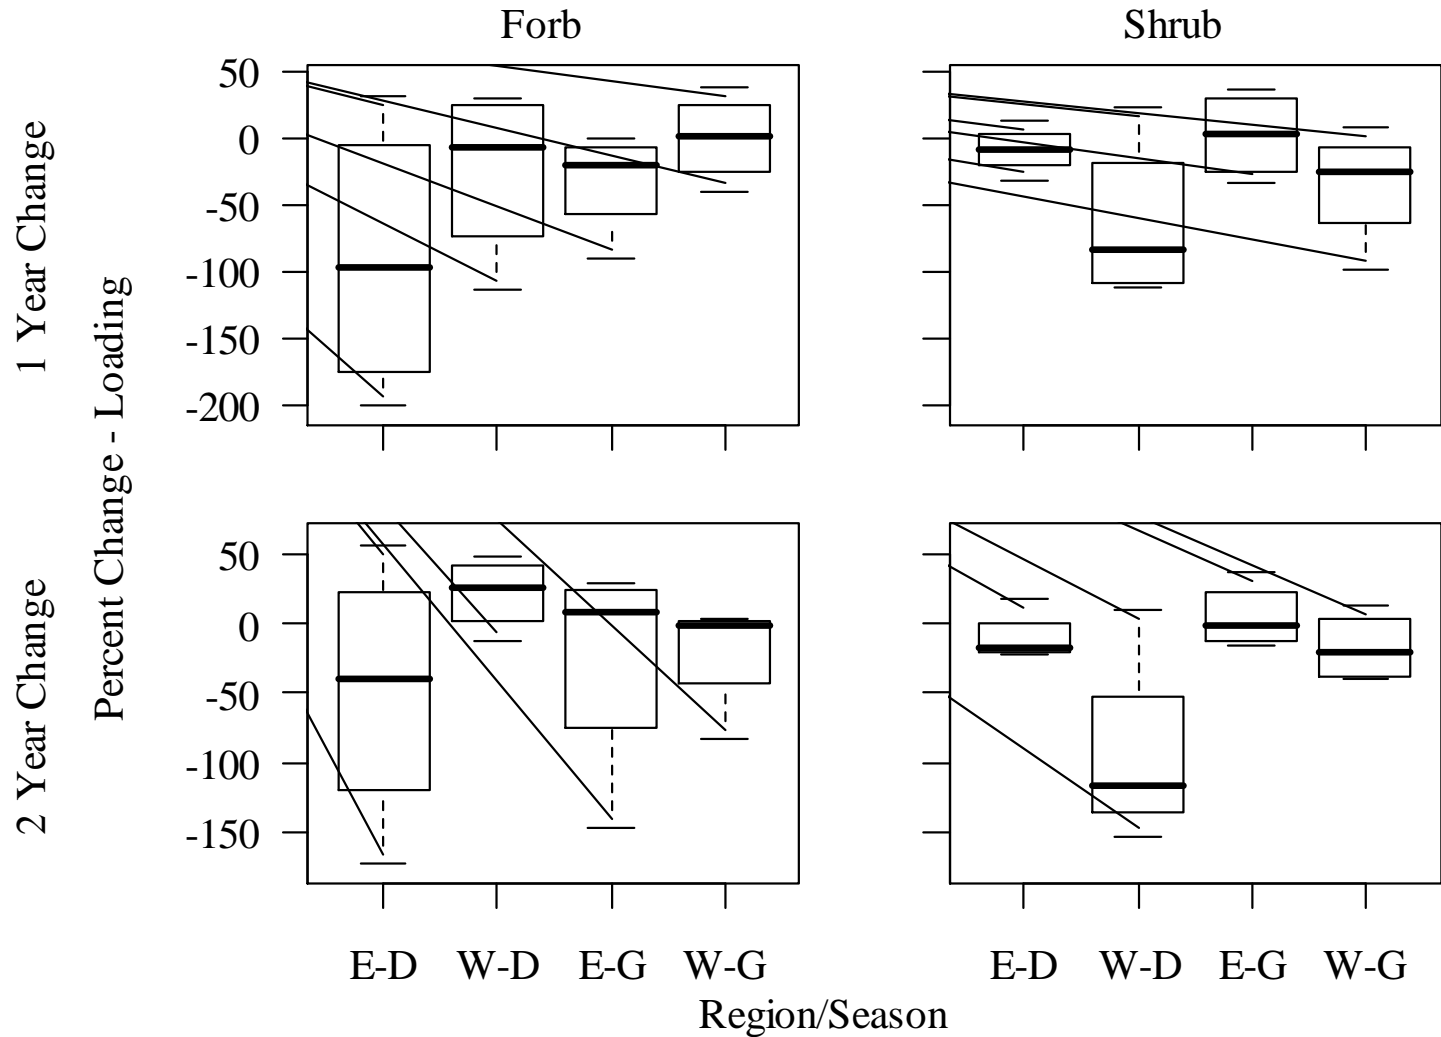 Forb
Shrub
1 Year Change
50
0
-50
-100
-150
-200
Percent Change - Loading
2 Year Change
50
0
-50
-100
-150
E-D W-D E-G W-G
E-D W-D E-G W-G
Region/Season